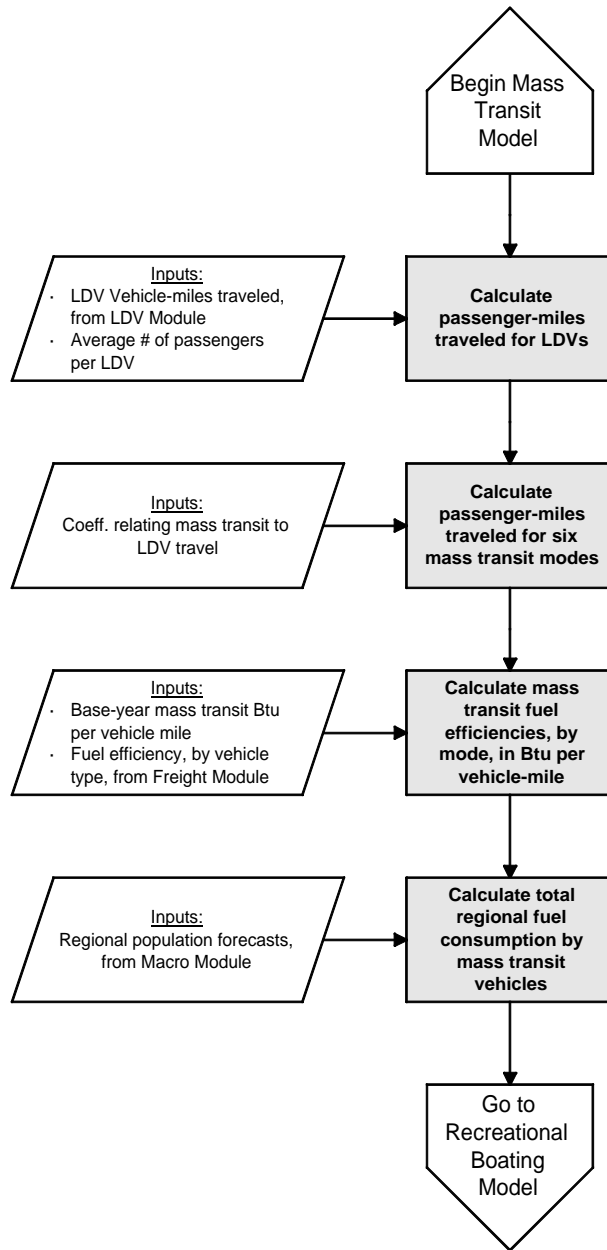 Begin Mass
Transit
Model
Inputs:
· LDV Vehicle-miles traveled,
from LDV Module
· Average # of passengers
per LDV
Calculate
passenger-miles
traveled for LDVs
Inputs:
Coeff. relating mass transit to
LDV travel
Calculate
passenger-miles
traveled for six
mass transit modes
Inputs:
· Base-year mass transit Btu
per vehicle mile
· Fuel efficiency, by vehicle
type, from Freight Module
Calculate mass
transit fuel
efficiencies, by
mode, in Btu per
vehicle-mile
Inputs:
Regional population forecasts,
from Macro Module
Calculate total
regional fuel
consumption by
mass transit
vehicles
Go to
Recreational
Boating
Model